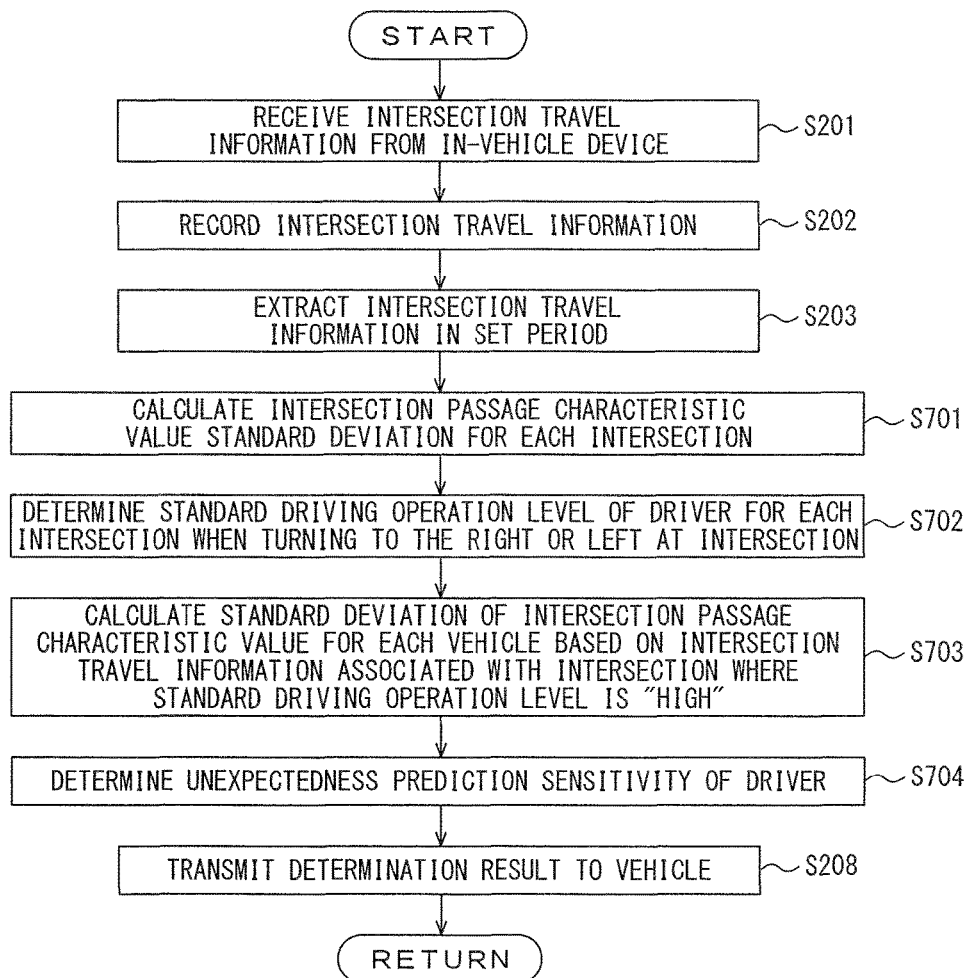 START
RECEIVE INTERSECTION TRAVEL
INFORMATION FROM IN-VEHICLE DEVICE
S201
RECORD INTERSECTION TRAVEL INFORMATION
S202
EXTRACT INTERSECTION TRAVEL
INFORMATION IN SET PERIOD
S203
CALCULATE INTERSECTION PASSAGE CHARACTERISTIC
VALUE STANDARD DEVIATION FOR EACH INTERSECTION
S701
DETERMINE STANDARD DRIVING OPERATION LEVEL OF DRIVER FOR EACH
INTERSECTION WHEN TURNING TO THE RIGHT OR LEFT AT INTERSECTION
S702
CALCULATE STANDARD DEVIATION OF INTERSECTION PASSAGE
CHARACTERISTIC VALUE FOR EACH VEHICLE BASED ON INTERSECTION
TRAVEL INFORMATION ASSOCIATED WITH INTERSECTION WHERE
STANDARD DRIVING OPERATION LEVEL IS "HIGH"
S703
DETERMINE UNEXPECTEDNESS PREDICTION SENSITIVITY OF DRIVER
S704
TRANSMIT DETERMINATION RESULT TO VEHICLE
S208
RETURN